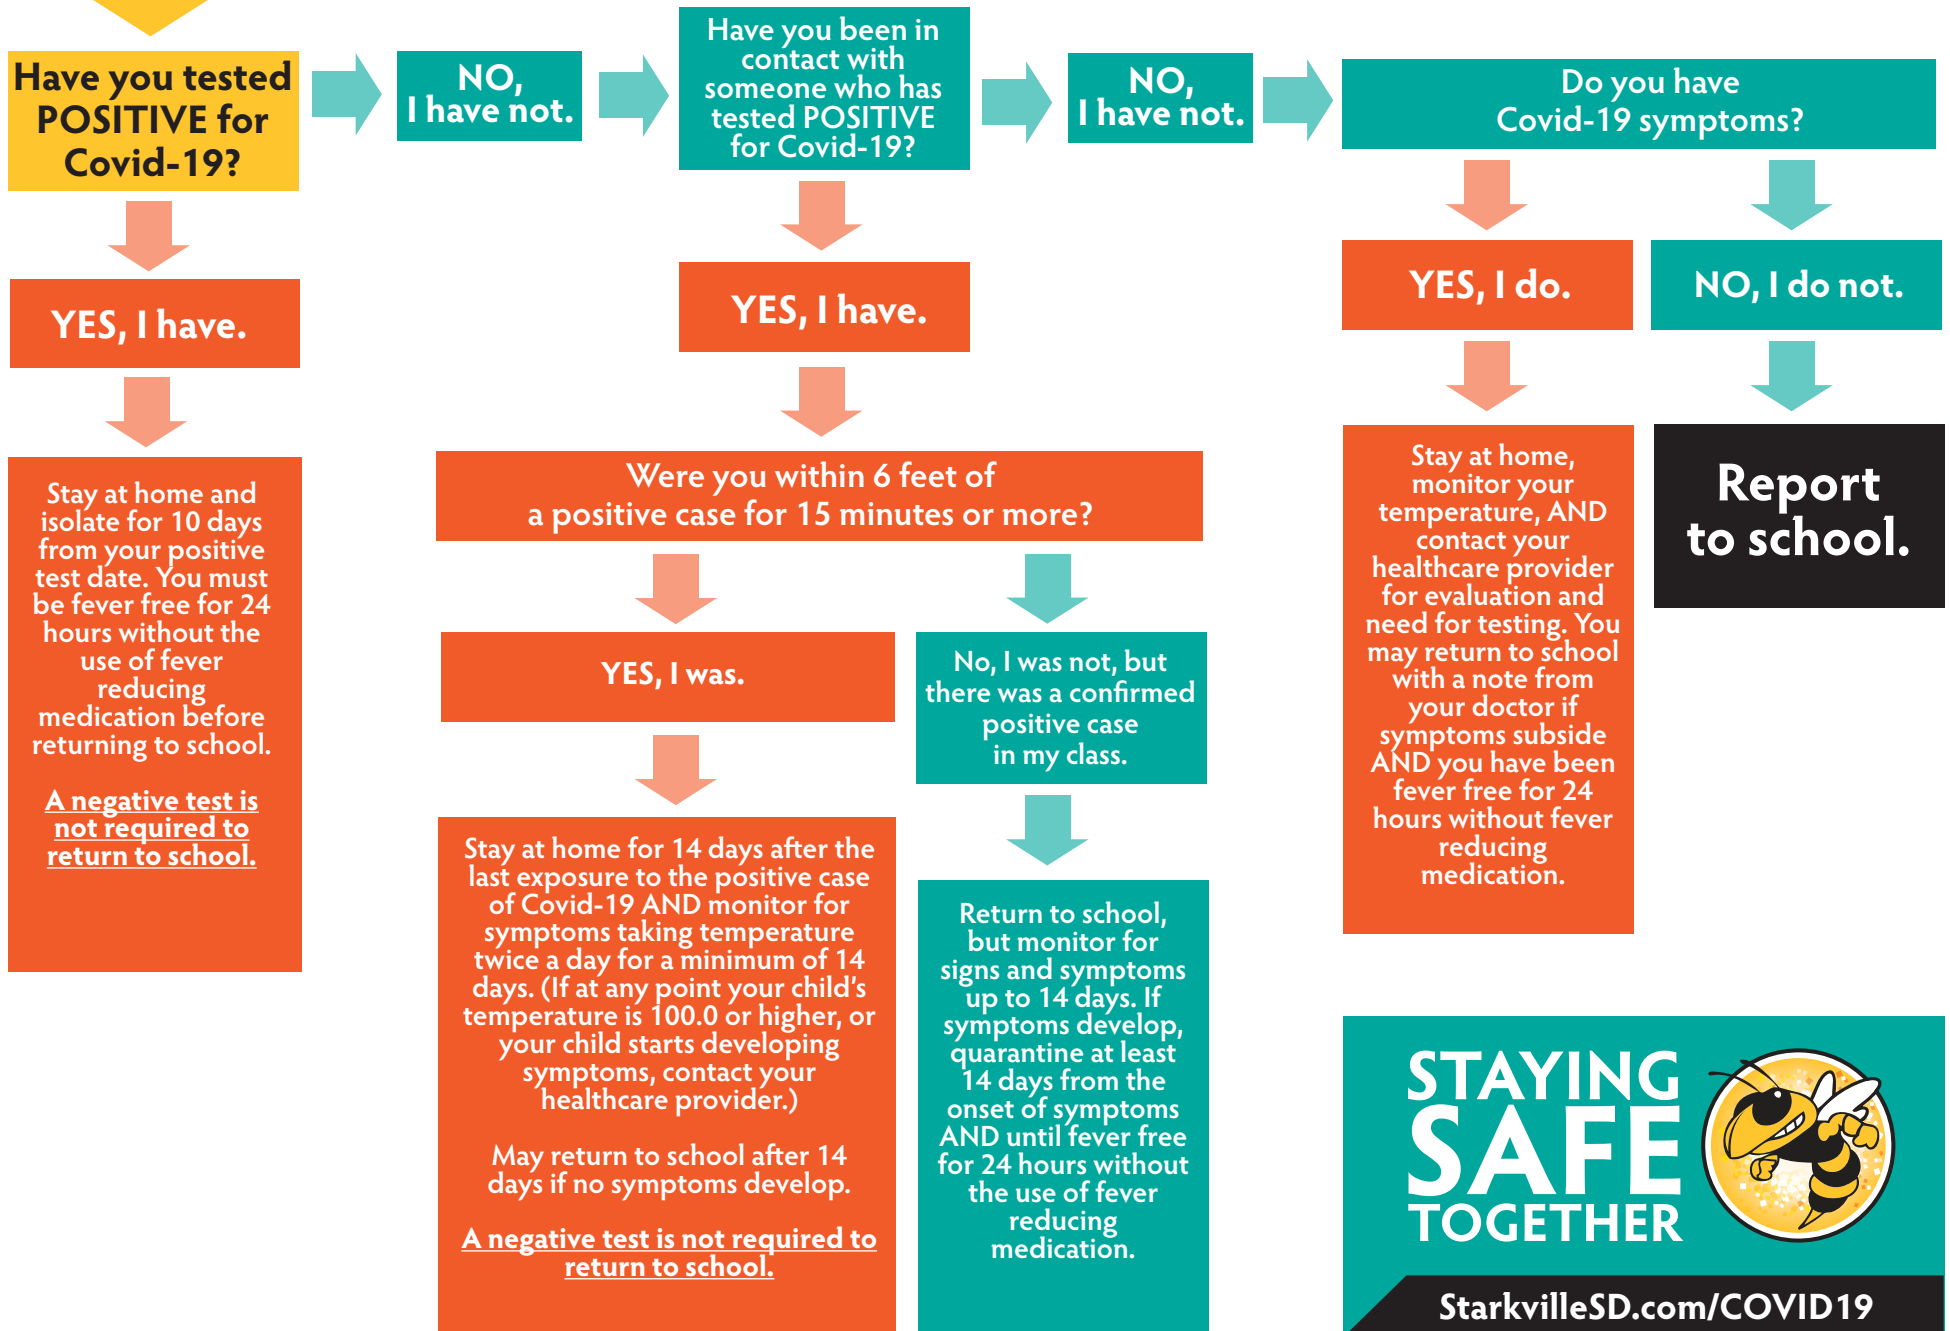 Have you tested
POSITIVE for
Covid-19?
NO,
I have not.
Have you been in
contact with
someone who has
tested POSITIVE
for Covid-19?
NO,
I have not.
Do you have
Covid-19 symptoms?
YES, I have.
YES, I have.
YES, I do.
NO, I do not.
Stay at home and
isolate for 10 days
from your positive
test date. You must
be fever free for 24
hours without the
use of fever
reducing
medication before
returning to school.
A negative test is
not required to
return to school.
Were you within 6 feet of
a positive case for 15 minutes or more?
YES, I was.
No, I was not, but
there was a confirmed
positive case
in my class.
Stay at home for 14 days after the
last exposure to the positive case
of Covid-19 AND monitor for
symptoms taking temperature
twice a day for a minimum of 14
days. (If at any point your child's
temperature is 100.0 or higher, or
your child starts developing
symptoms, contact your
healthcare provider.)
May return to school after 14
days if no symptoms develop.
A negative test is not required to
return to school.
Return to school,
but monitor for
signs and symptoms
up to 14 days. If
symptoms develop,
quarantine at least
14 days from the
onset of symptoms
AND until fever free
for 24 hours without
the use of fever
reducing
medication.
Stay at home,
monitor your
temperature, AND
contact your
healthcare provider
for evaluation and
need for testing. You
may return to school
with a note from
your doctor if
symptoms subside
AND you have been
fever free for 24
hours without fever
reducing
medication.
Report
to school.
STAYING
SAFE
TOGETHER
StarkvilleSD.com/COVID19